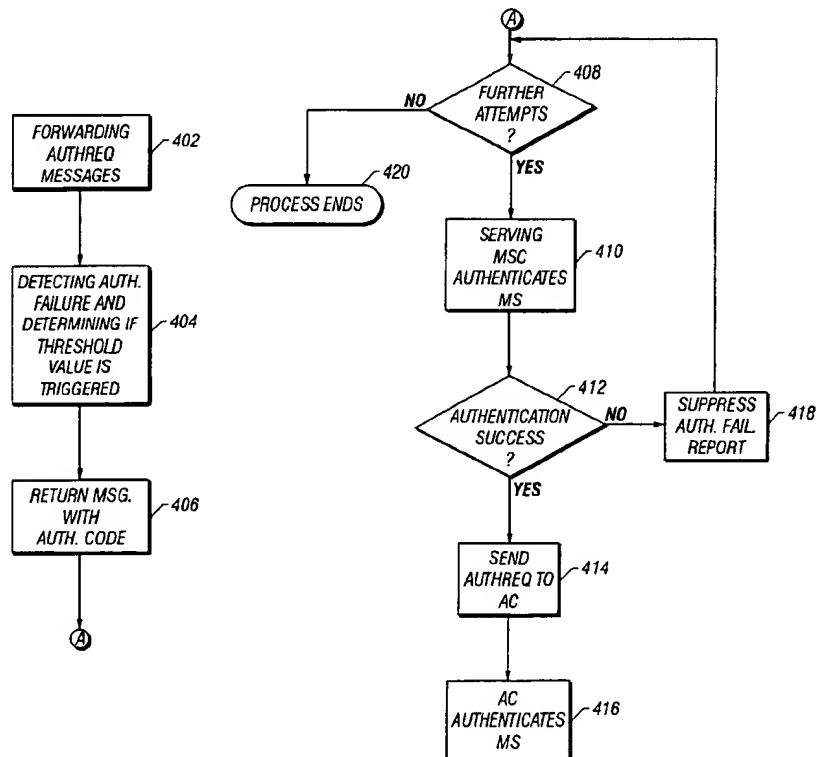 FORWARDING
AUTHREQ
MESSAGES
402
DETECTING AUTH.
FAILURE AND
DETERMINING IF
THRESHOLD
VALUE IS
TRIGGERED
404
RETURN MSG.
WITH
AUTH. CODE
406
A
A
FURTHER
ATTEMPTS
?
408
NO
YES
PROCESS ENDS
420
SERVING
MSC
AUTHENTICATES
MS
410
AUTHENTICATION
SUCCESS
?
412
NO
YES
SUPPRESS
AUTH. FAIL.
REPORT
418
SEND
AUTHREQ TO
AC
414
AC
AUTHENTICATES
MS
416